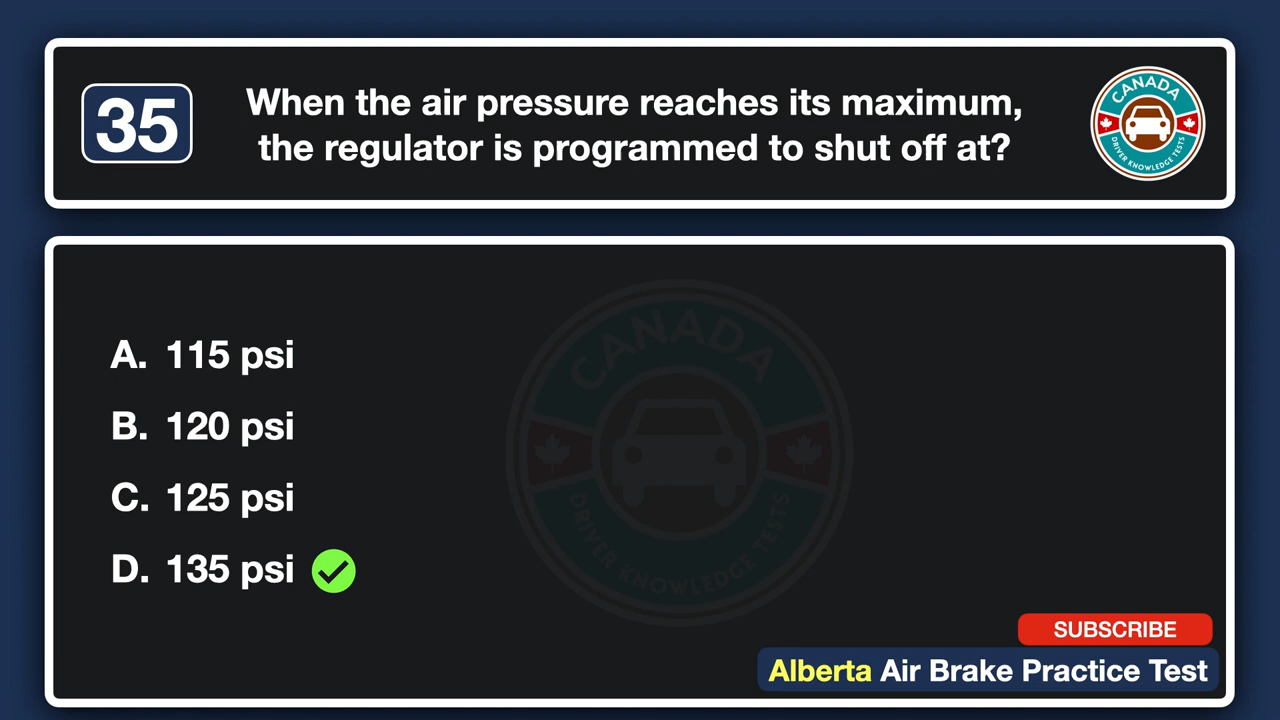 35
When the air pressure reaches its maximum,
the regulator is programmed to shut off at?
CANADA
DRIVER KNOWLEDGE TESTS
A. 115 psi
B. 120 psi
C. 125 psi
D. 135 psi
CANADA
DRIVER KNOWLEDGE TESTS
SUBSCRIBE
Alberta Air Brake Practice Test